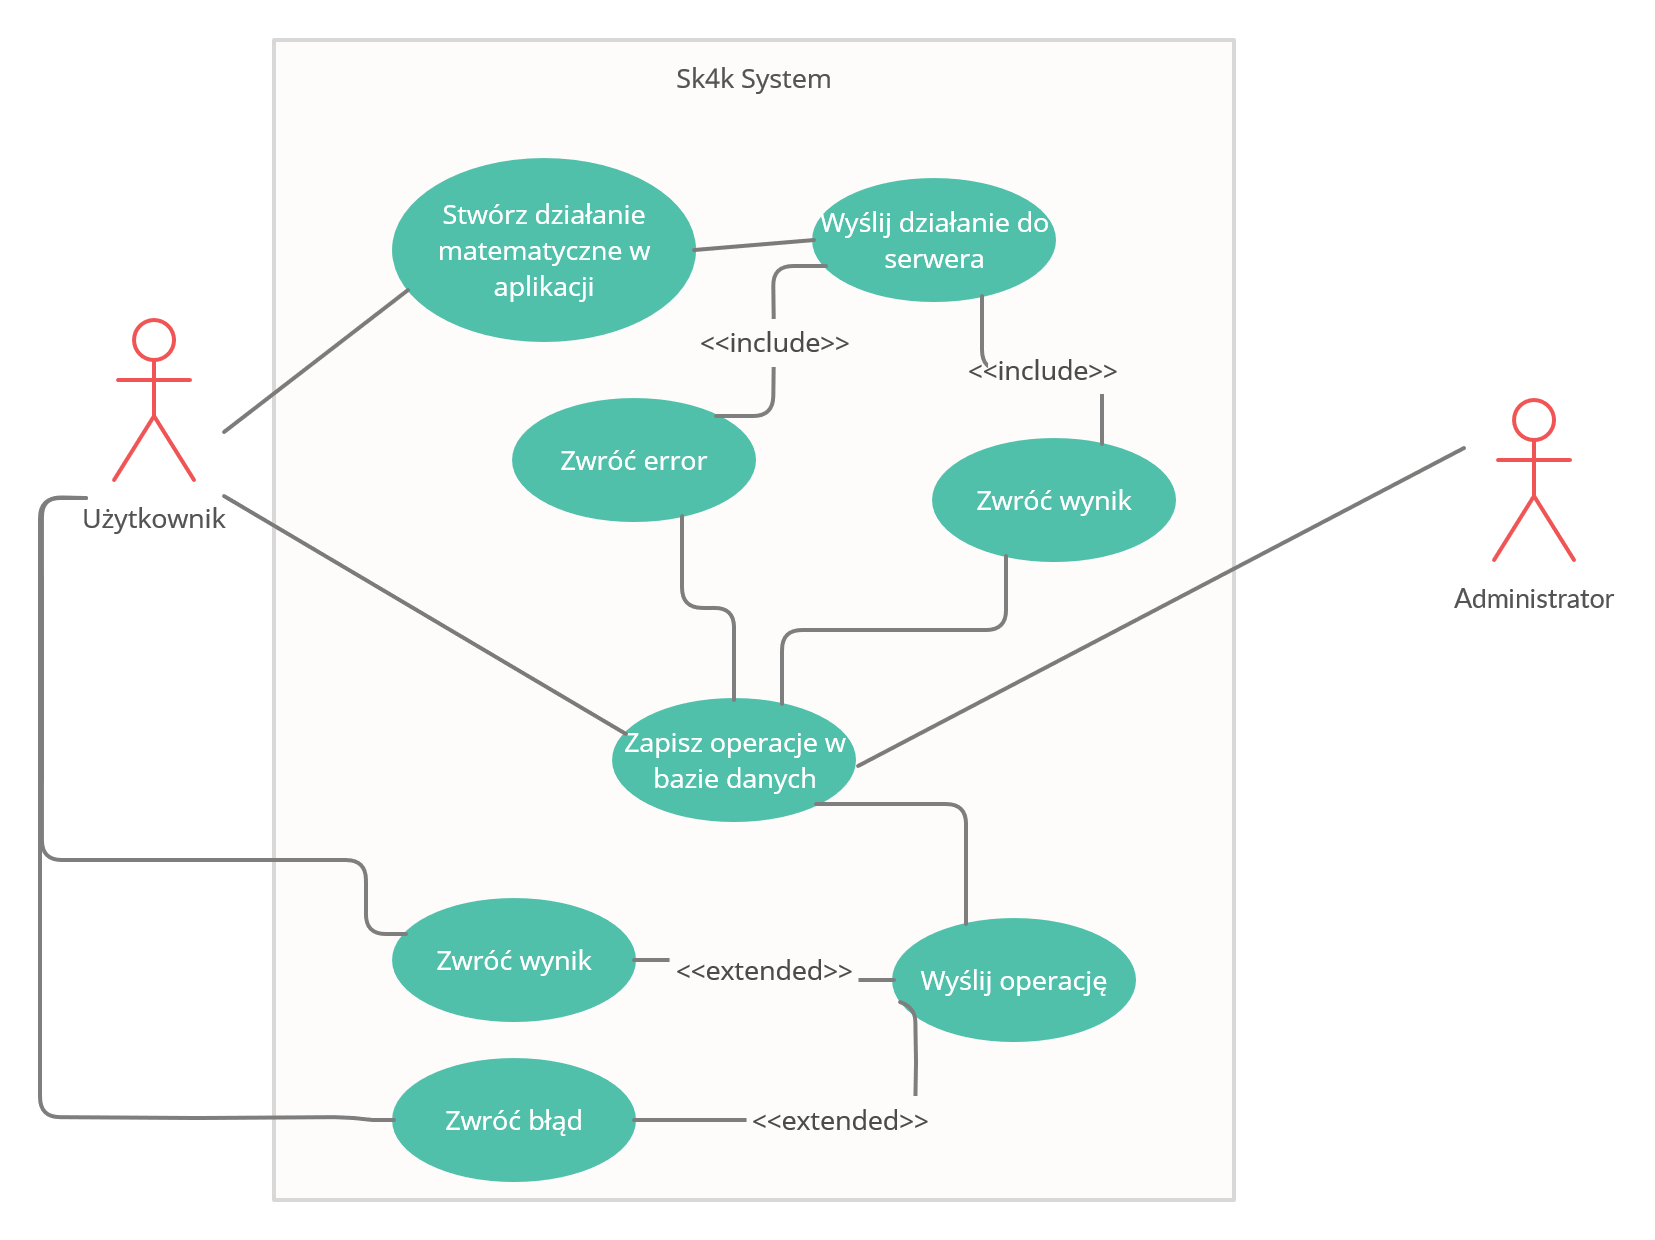 Sk4k System
Stwórz działanie
matematyczne w
aplikacji
Wyślij działanie do
serwera
<<include>>
<<include>>
Zwróć error
Zwróć wynik
Użytkownik
Administrator
Zapisz operacje w
bazie danych
Zwróć wynik
<<extended>>
Wyślij operację
Zwróć błąd
<<extended>>